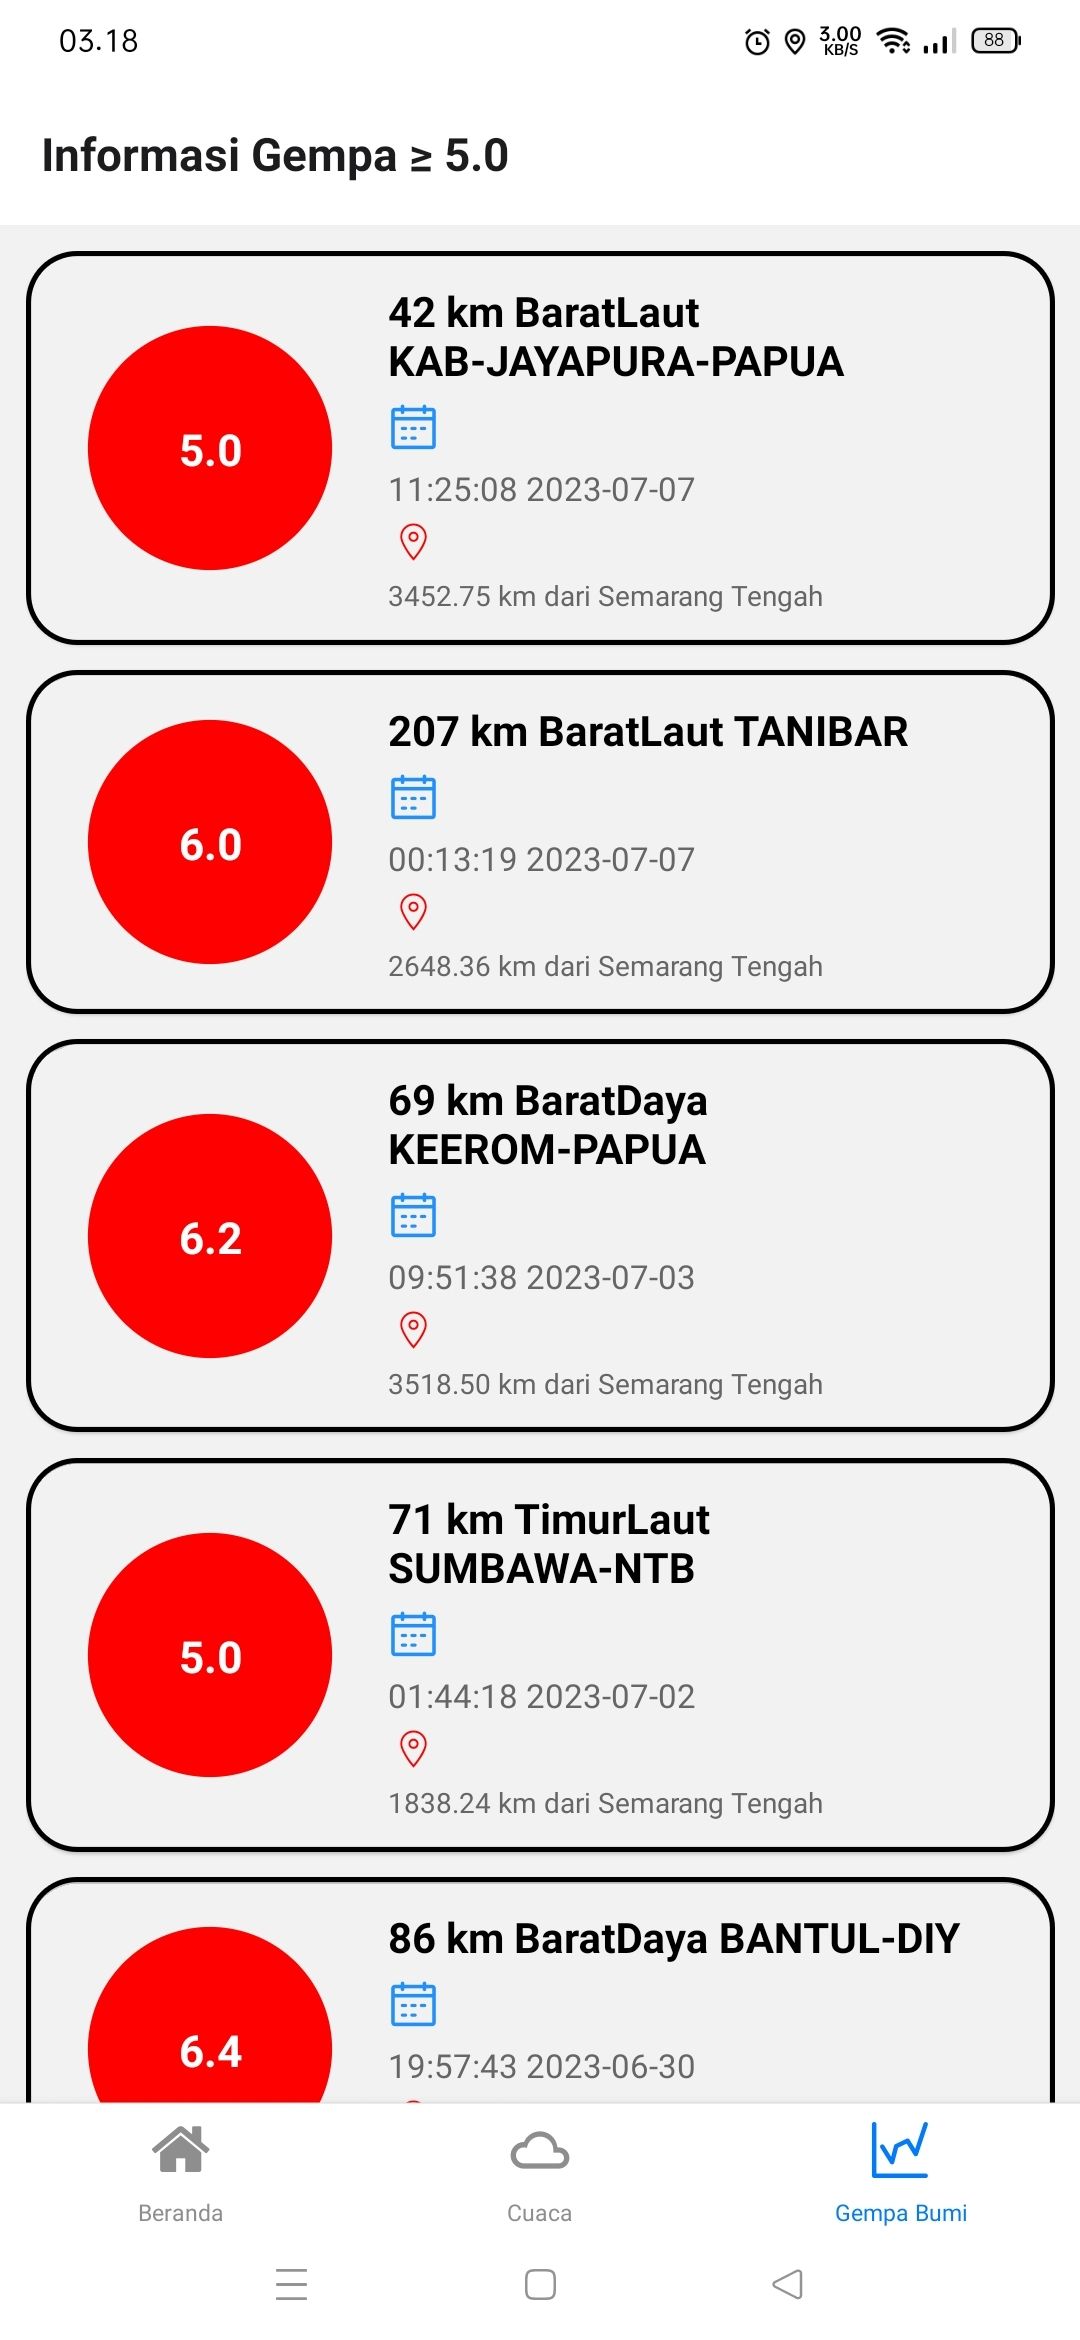 03.18
3.00
KB/S
88
Informasi Gempa ≥ 5.0
42 km BaratLaut
KAB-JAYAPURA-PAPUA
5.0
11:25:08 2023-07-07
3452.75 km dari Semarang Tengah
207 km BaratLaut TANIBAR
6.0
00:13:19 2023-07-07
2648.36 km dari Semarang Tengah
69 km BaratDaya
KEEROM-PAPUA
6.2
09:51:38 2023-07-03
3518.50 km dari Semarang Tengah
71 km TimurLaut
SUMBAWA-NTB
5.0
01:44:18 2023-07-02
1838.24 km dari Semarang Tengah
86 km BaratDaya BANTUL-DIY
6.4
19:57:43 2023-06-30
Beranda
Cuaca
Gempa Bumi